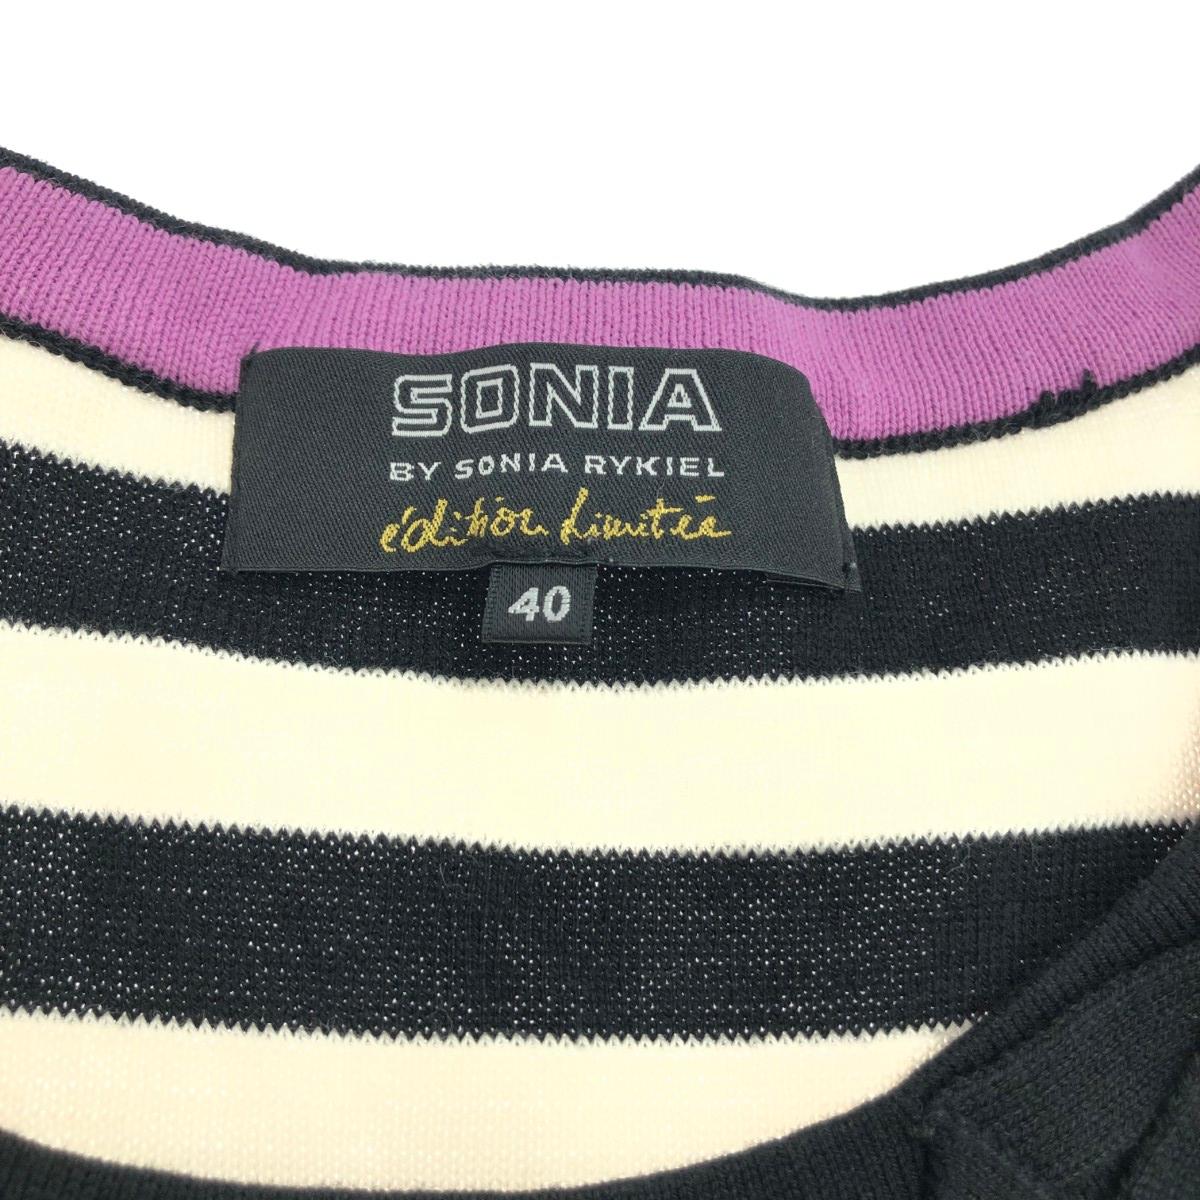 SONIA
BY SONIA RYKIEL
édition Limitée
40